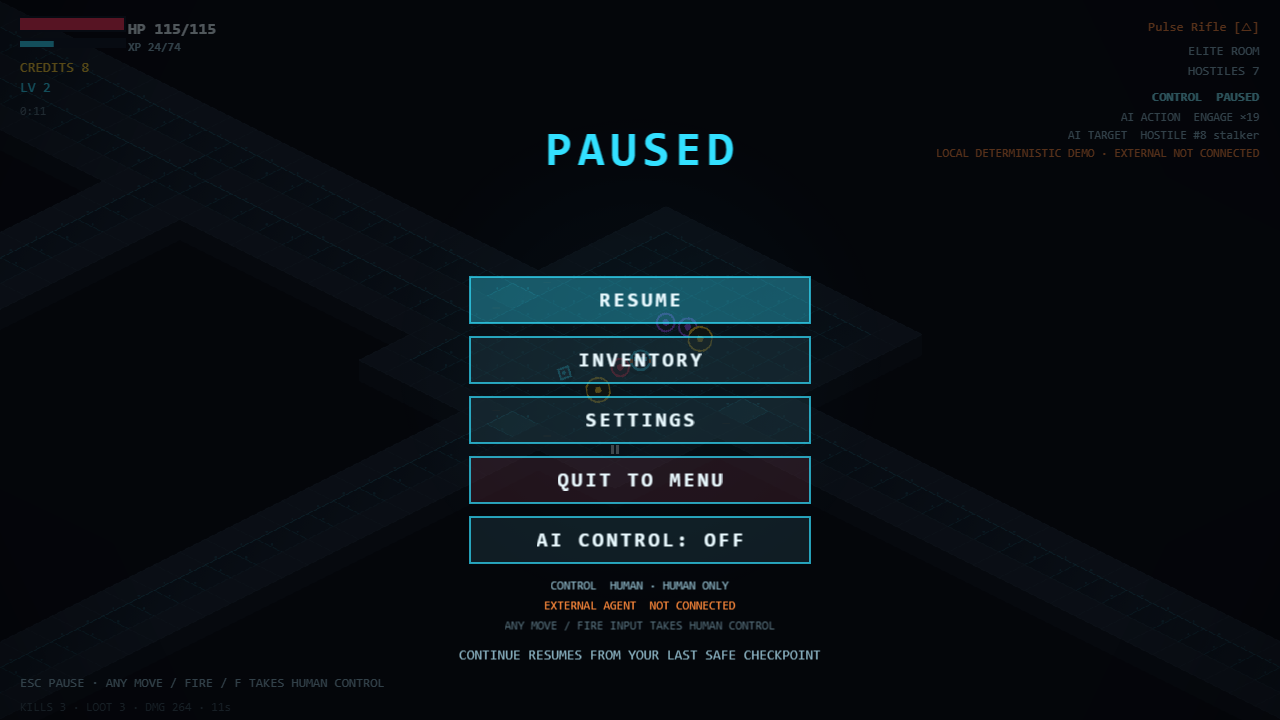 HP 115/115
XP 24/74
CREDITS 8
LV 2
0:11
Pulse Rifle [△]
ELITE ROOM
HOSTILES 7
CONTROL PAUSED
AI ACTION ENGAGE ×19
AI TARGET HOSTILE #8 stalker
LOCAL DETERMINISTIC DEMO · EXTERNAL NOT CONNECTED
PAUSED
RESUME
INVENTORY
SETTINGS
QUIT TO MENU
AI CONTROL: OFF
CONTROL HUMAN · HUMAN ONLY
EXTERNAL AGENT NOT CONNECTED
ANY MOVE / FIRE INPUT TAKES HUMAN CONTROL
CONTINUE RESUMES FROM YOUR LAST SAFE CHECKPOINT
ESC PAUSE · ANY MOVE / FIRE / F TAKES HUMAN CONTROL
KILLS 3 · LOOT 3 · DMG 264 · 11s